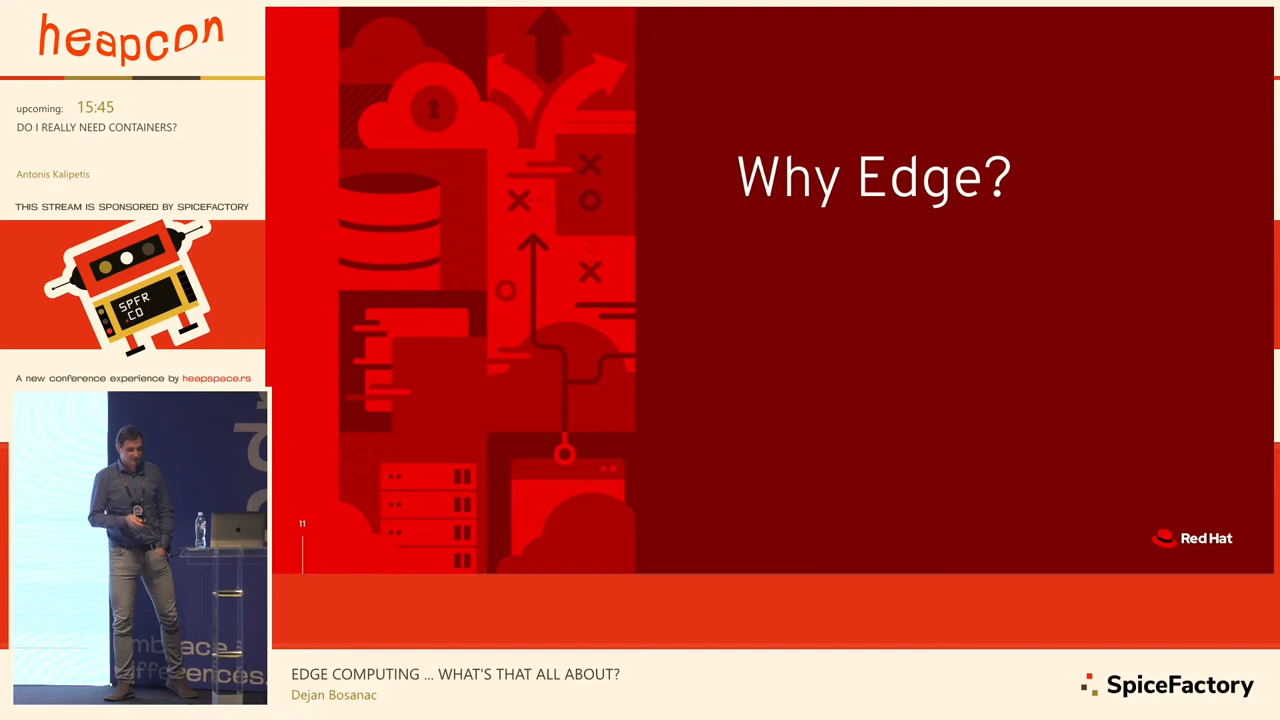 heapcon
upcoming: 15:45
DO I REALLY NEED CONTAINERS?
Antonis Kalipetis
THIS STREAM IS SPONSORED BY SPICEFACTORY
SPFR
.CO
A new conference experience by heapspace.rs
Why Edge?
11
Red Hat
EDGE COMPUTING ... WHAT'S THAT ALL ABOUT?
Dejan Bosanac
SpiceFactory